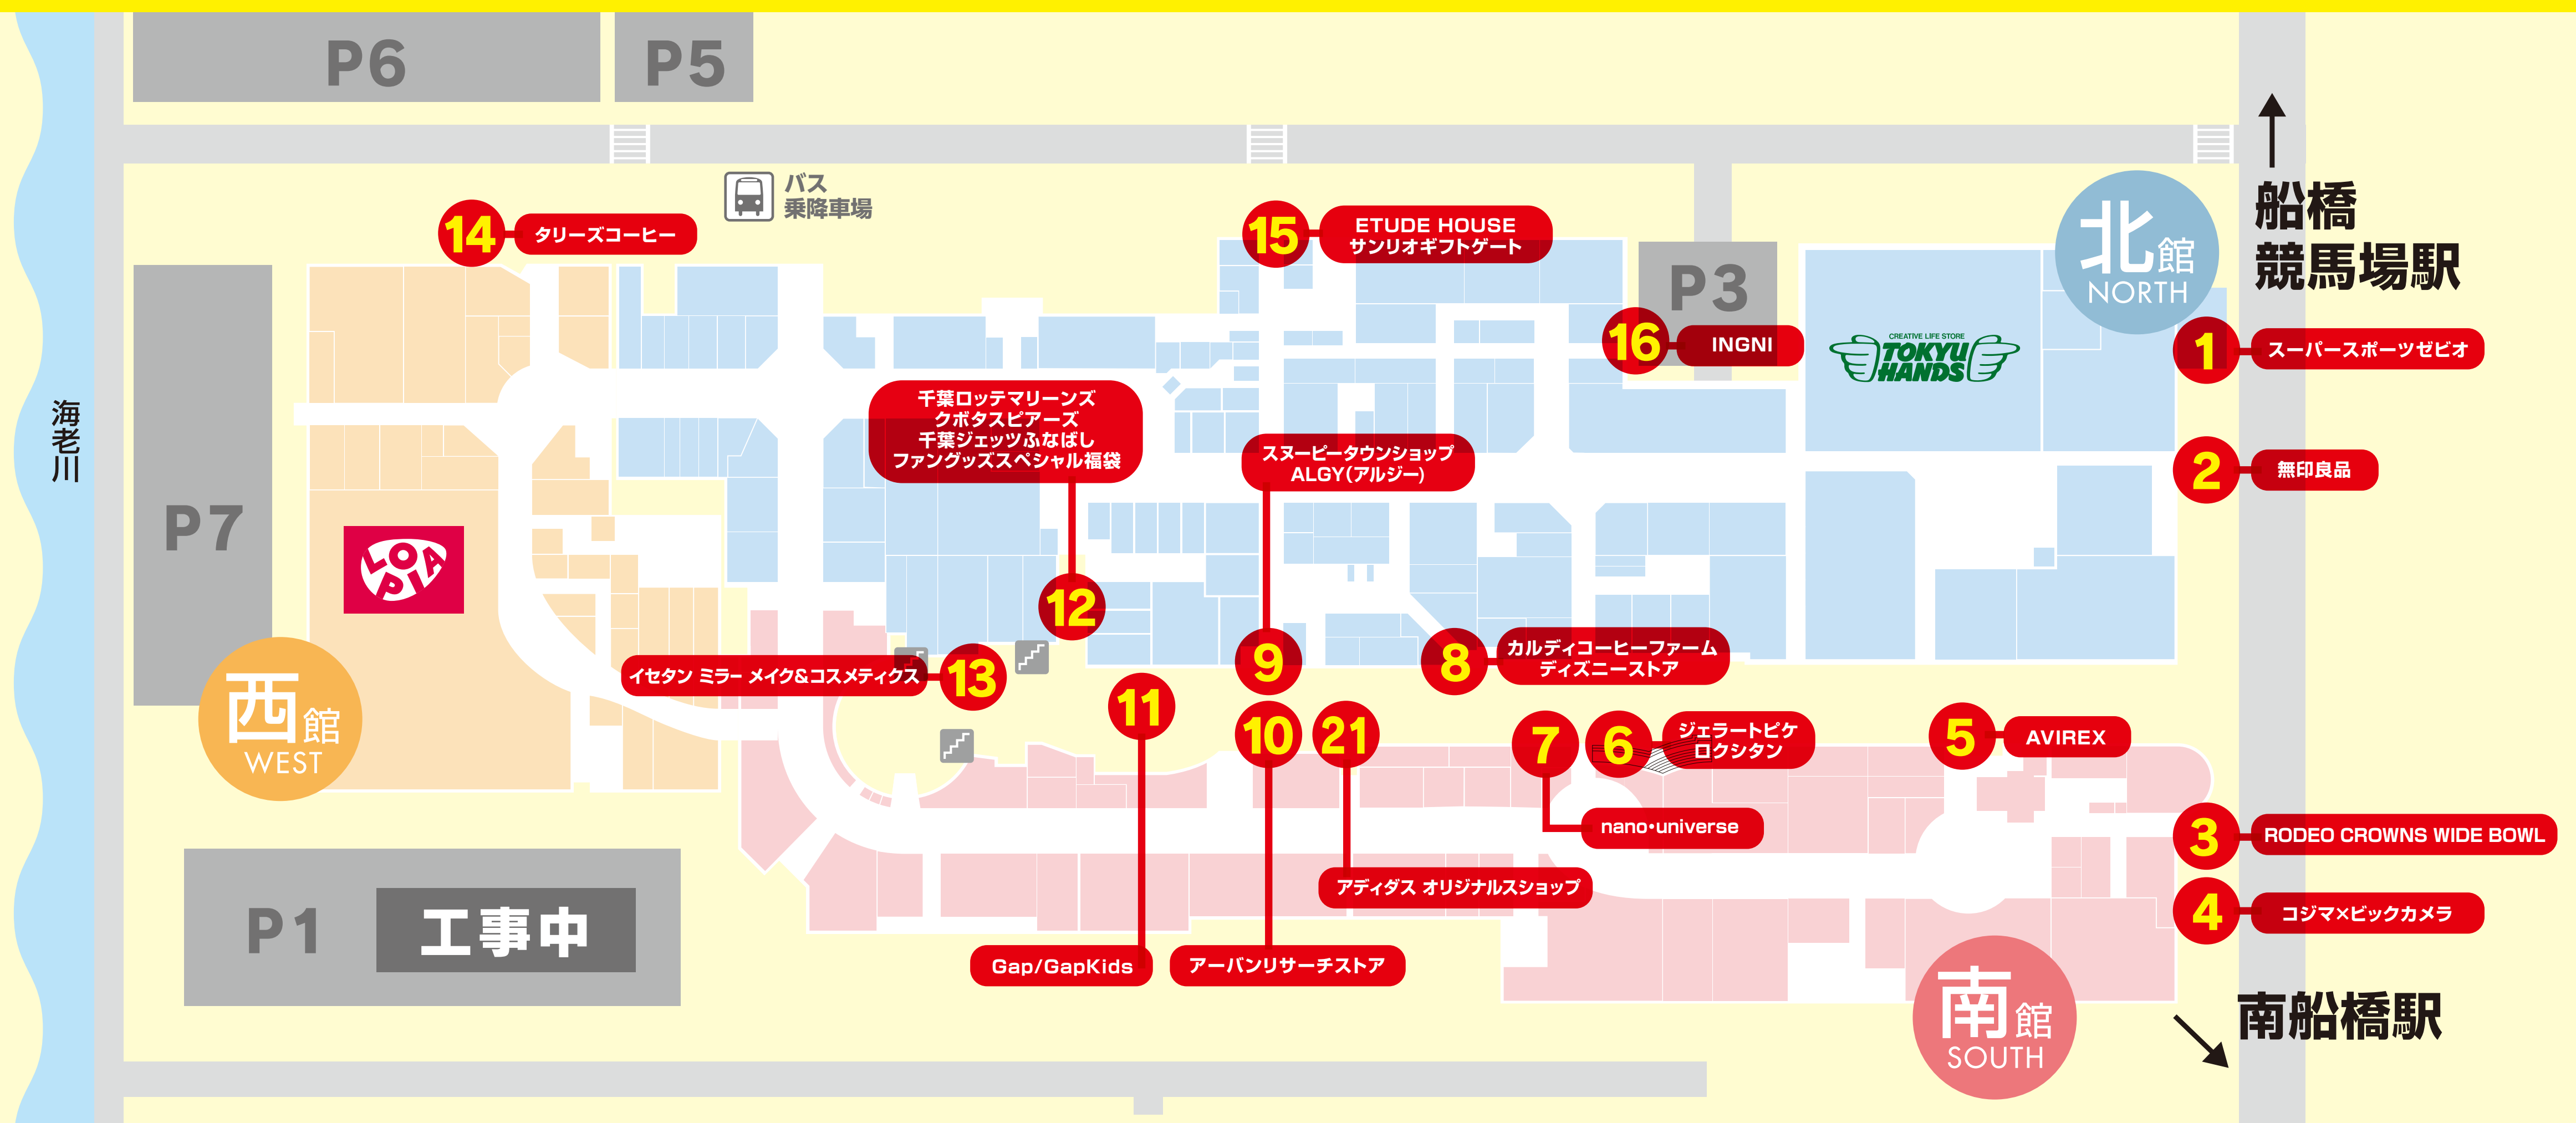 P6
P5
バス
乗降車場
14
タリーズコーヒー
15
ETUDE HOUSE
サンリオギフトゲート
P3
16
INGNI
CREATIVE LIFE STORE
TOKYU
HANDS
北館
NORTH
船橋
競馬場駅
1
スーパースポーツゼビオ
2
無印良品
海老川
P7
LOPIA
西館
WEST
千葉ロッテマリーンズ
クボタスピアーズ
千葉ジェッツふなばし
ファングッズスペシャル福袋
12
スヌーピータウンショップ
ALGY(アルジー)
9
8
カルディコーヒーファーム
ディズニーストア
イセタン ミラー メイク&コスメティクス
13
11
10
21
7
6
ジェラートピケ
ロクシタン
5
AVIREX
nano•universe
アディダス オリジナルスショップ
3
RODEO CROWNS WIDE BOWL
4
コジマ×ビックカメラ
P1
工事中
Gap/GapKids
アーバンリサーチストア
南館
SOUTH
南船橋駅